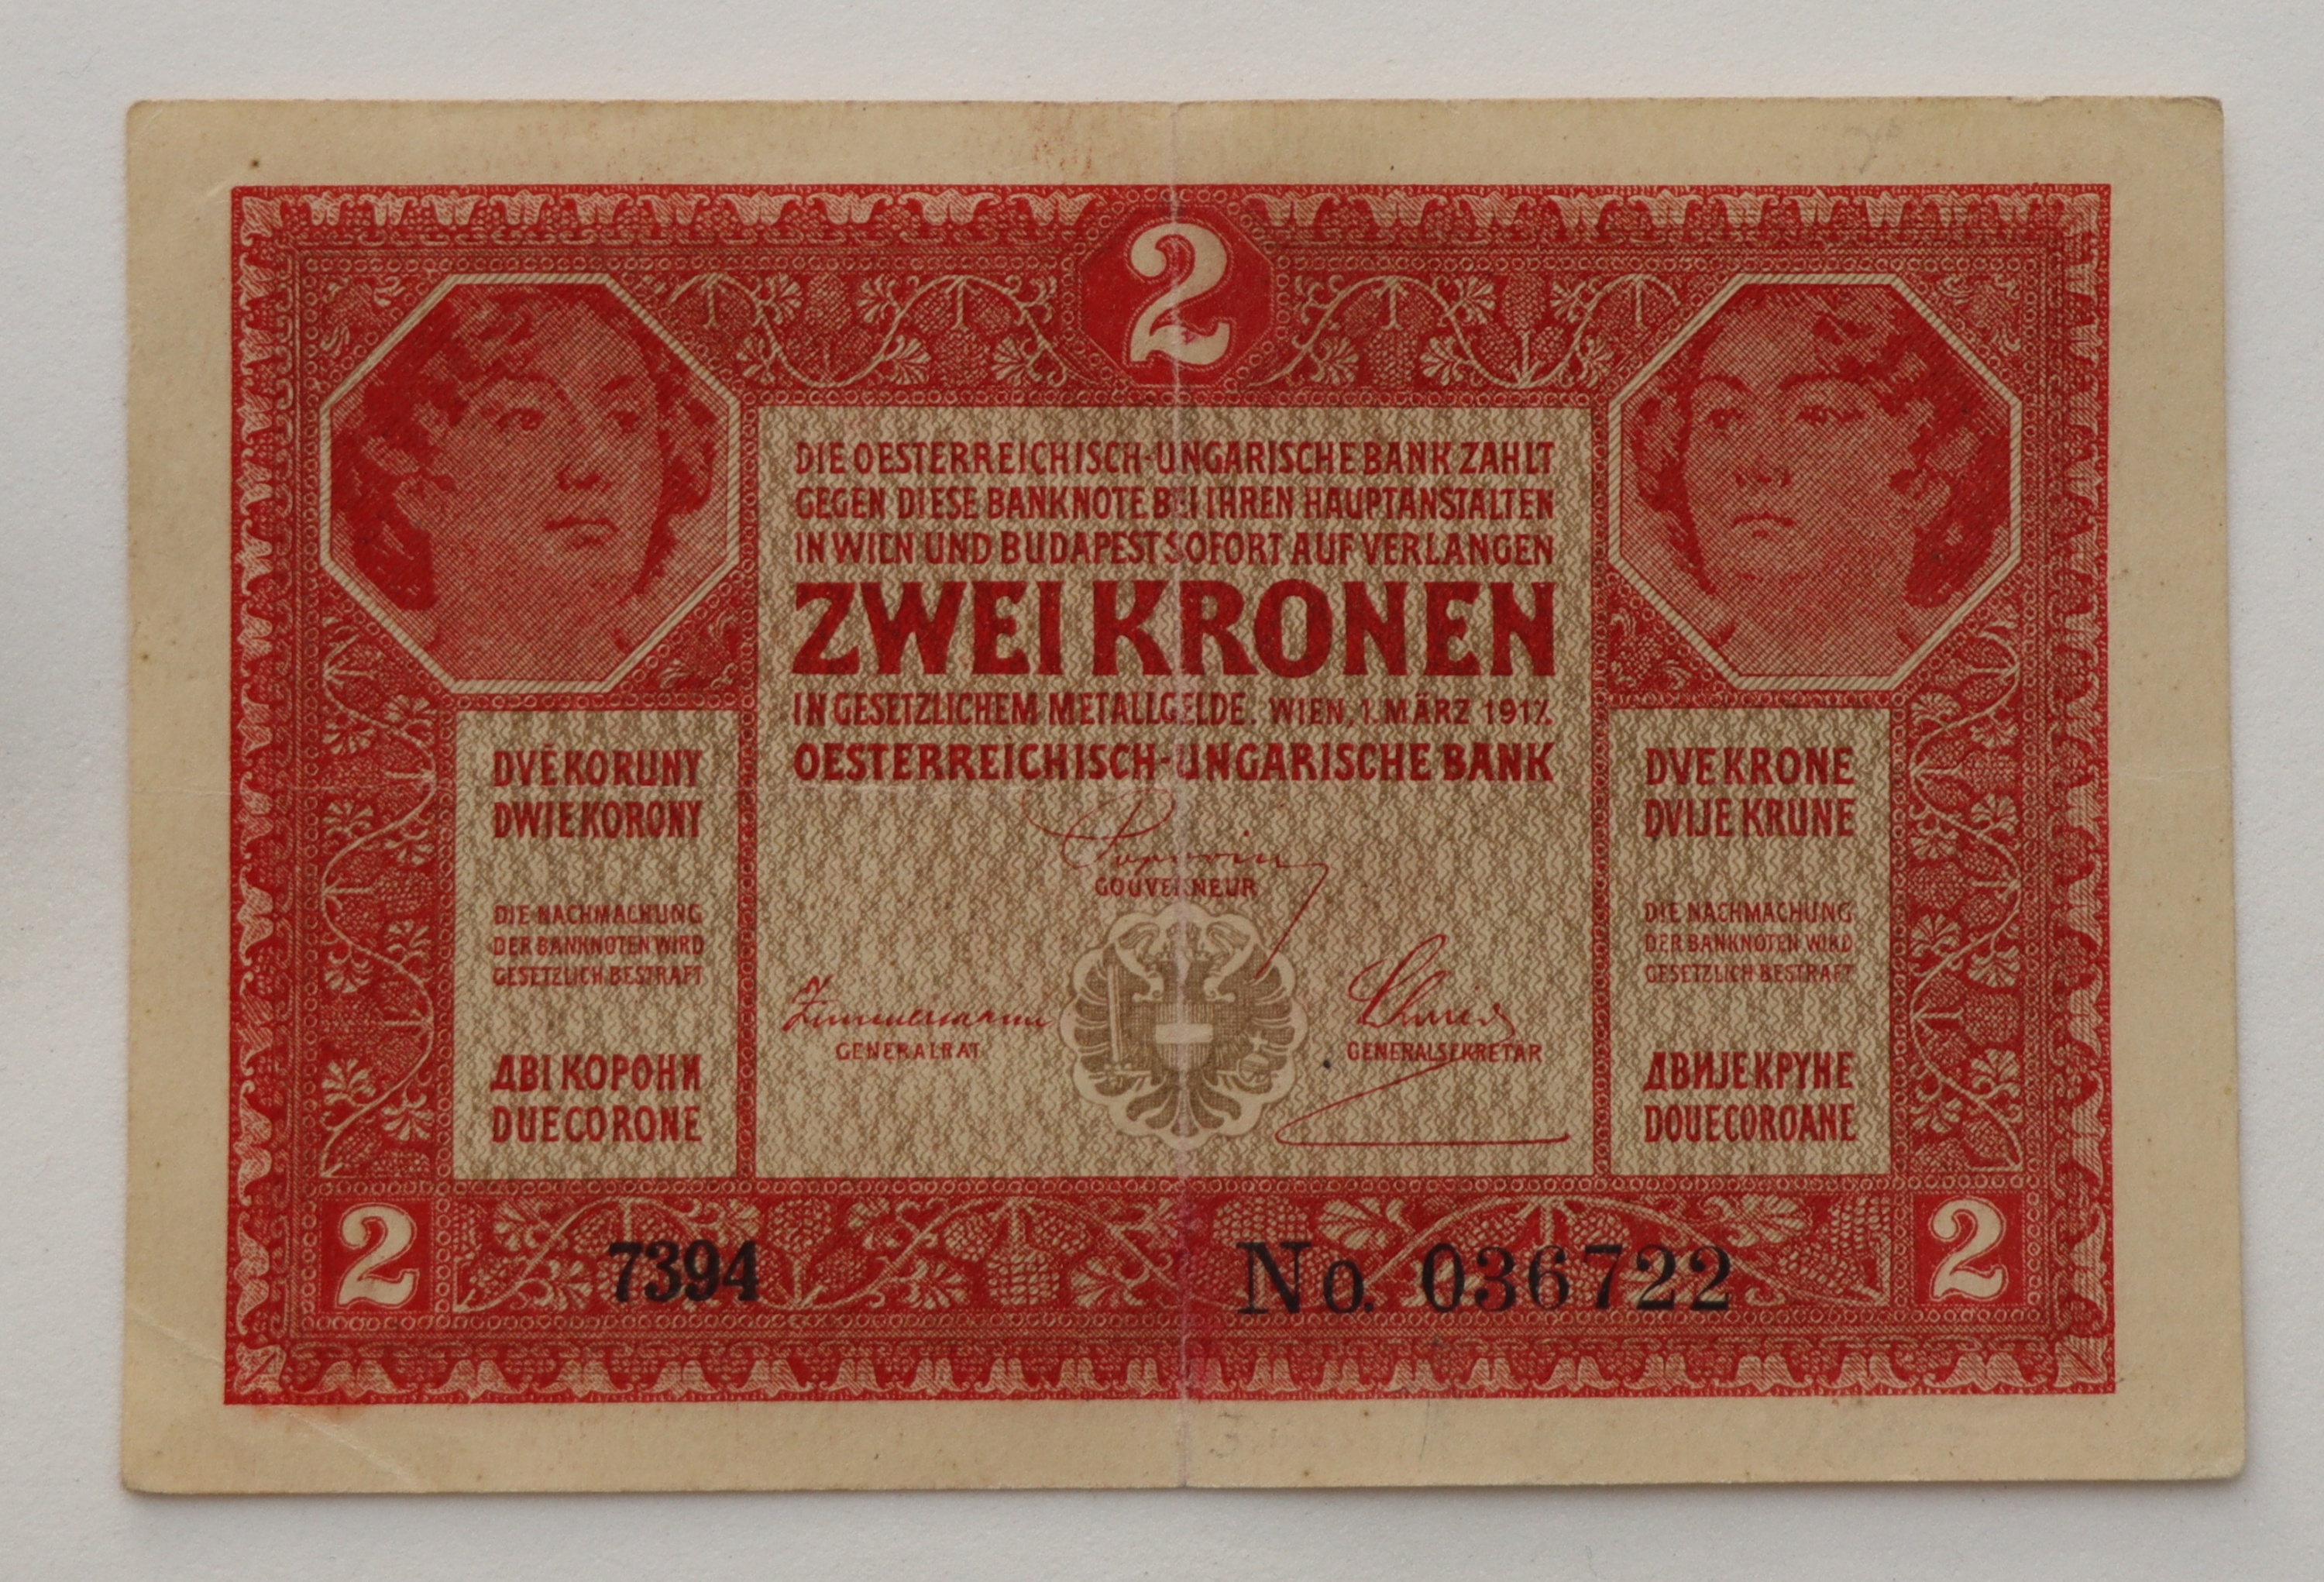 2
DIE OESTERREICHISCH-UNGARISCHE BANK ZAHLT
GEGEN DIESE BANKNOTE BEI IHREN HAUPTANSTALTEN
IN WIEN UND BUDAPEST SOFORT AUF VERLANGEN
ZWEI KRONEN
IN GESETZLICHEM METALLGELDE. WIEN, 1. MÄRZ 1917.
OESTERREICHISCH-UNGARISCHE BANK
Popovics
GOUVERNEUR
Zimmermann
GENERALRAT
Schmid
GENERALSEKRETÄR
DVĚ KORUNY
DWIE KORONY
DIE NACHMACHUNG
DER BANKNOTEN WIRD
GESETZLICH BESTRAFT
ДВІ КОРОНИ
DUE CORONE
DVE KRONE
DVIJE KRUNE
DIE NACHMACHUNG
DER BANKNOTEN WIRD
GESETZLICH BESTRAFT
ДВИЈЕ КРУНЕ
DOUE COROANE
2
7394
No. 036722
2